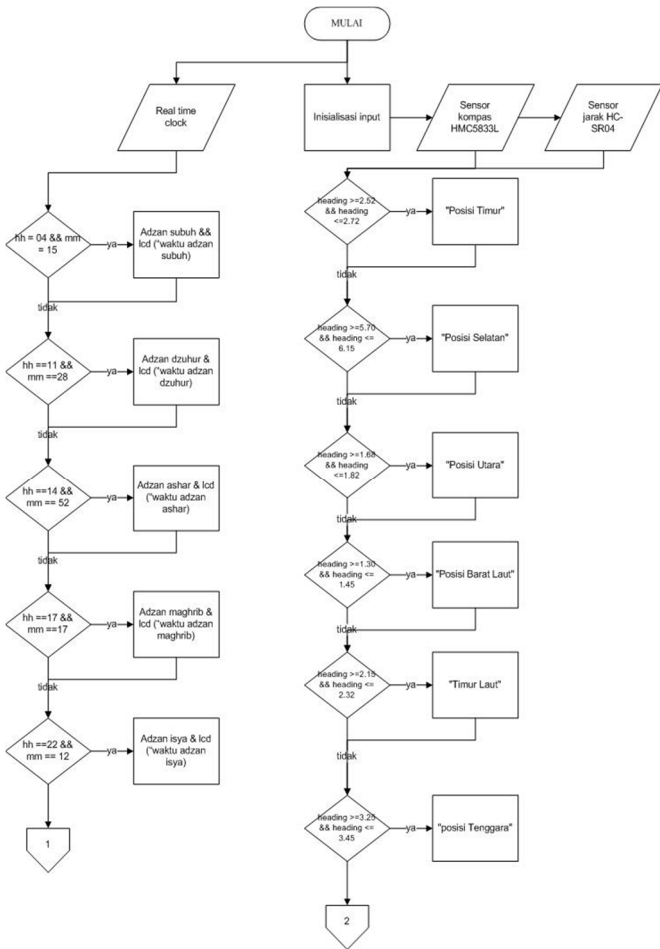 MULAI
Real time
clock
Inisialisasi input
Sensor
kompas
HMC5833L
Sensor
jarak HC-
SR04
hh = 04 && mm
= 15
ya
Adzan subuh &&
lcd ("waktu adzan
subuh)
tidak
hh ==11 &&
mm ==28
ya
Adzan dzuhur &
lcd ("waktu adzan
dzuhur)
tidak
hh ==14 &&
mm == 52
ya
Adzan ashar & lcd
("waktu adzan
ashar)
tidak
hh ==17 &&
mm ==17
ya
Adzan maghrib &
lcd ("waktu adzan
maghrib)
tidak
hh ==22 &&
mm == 12
ya
Adzan isya & lcd
("waktu adzan
isya)
1
heading >=2.52
&& heading
<=2.72
ya
"Posisi Timur"
tidak
heading >=5.70
&& heading <=
6.15
ya
"Posisi Selatan"
tidak
heading >=1.68
&& heading
<=1.82
ya
"Posisi Utara"
tidak
heading >=1.30
&& heading <=
1.45
ya
"Posisi Barat Laut"
tidak
heading >=2.15
&& heading <=
2.32
ya
"Timur Laut"
tidak
heading >=3.25
&& heading <=
3.45
ya
"posisi Tenggara"
2